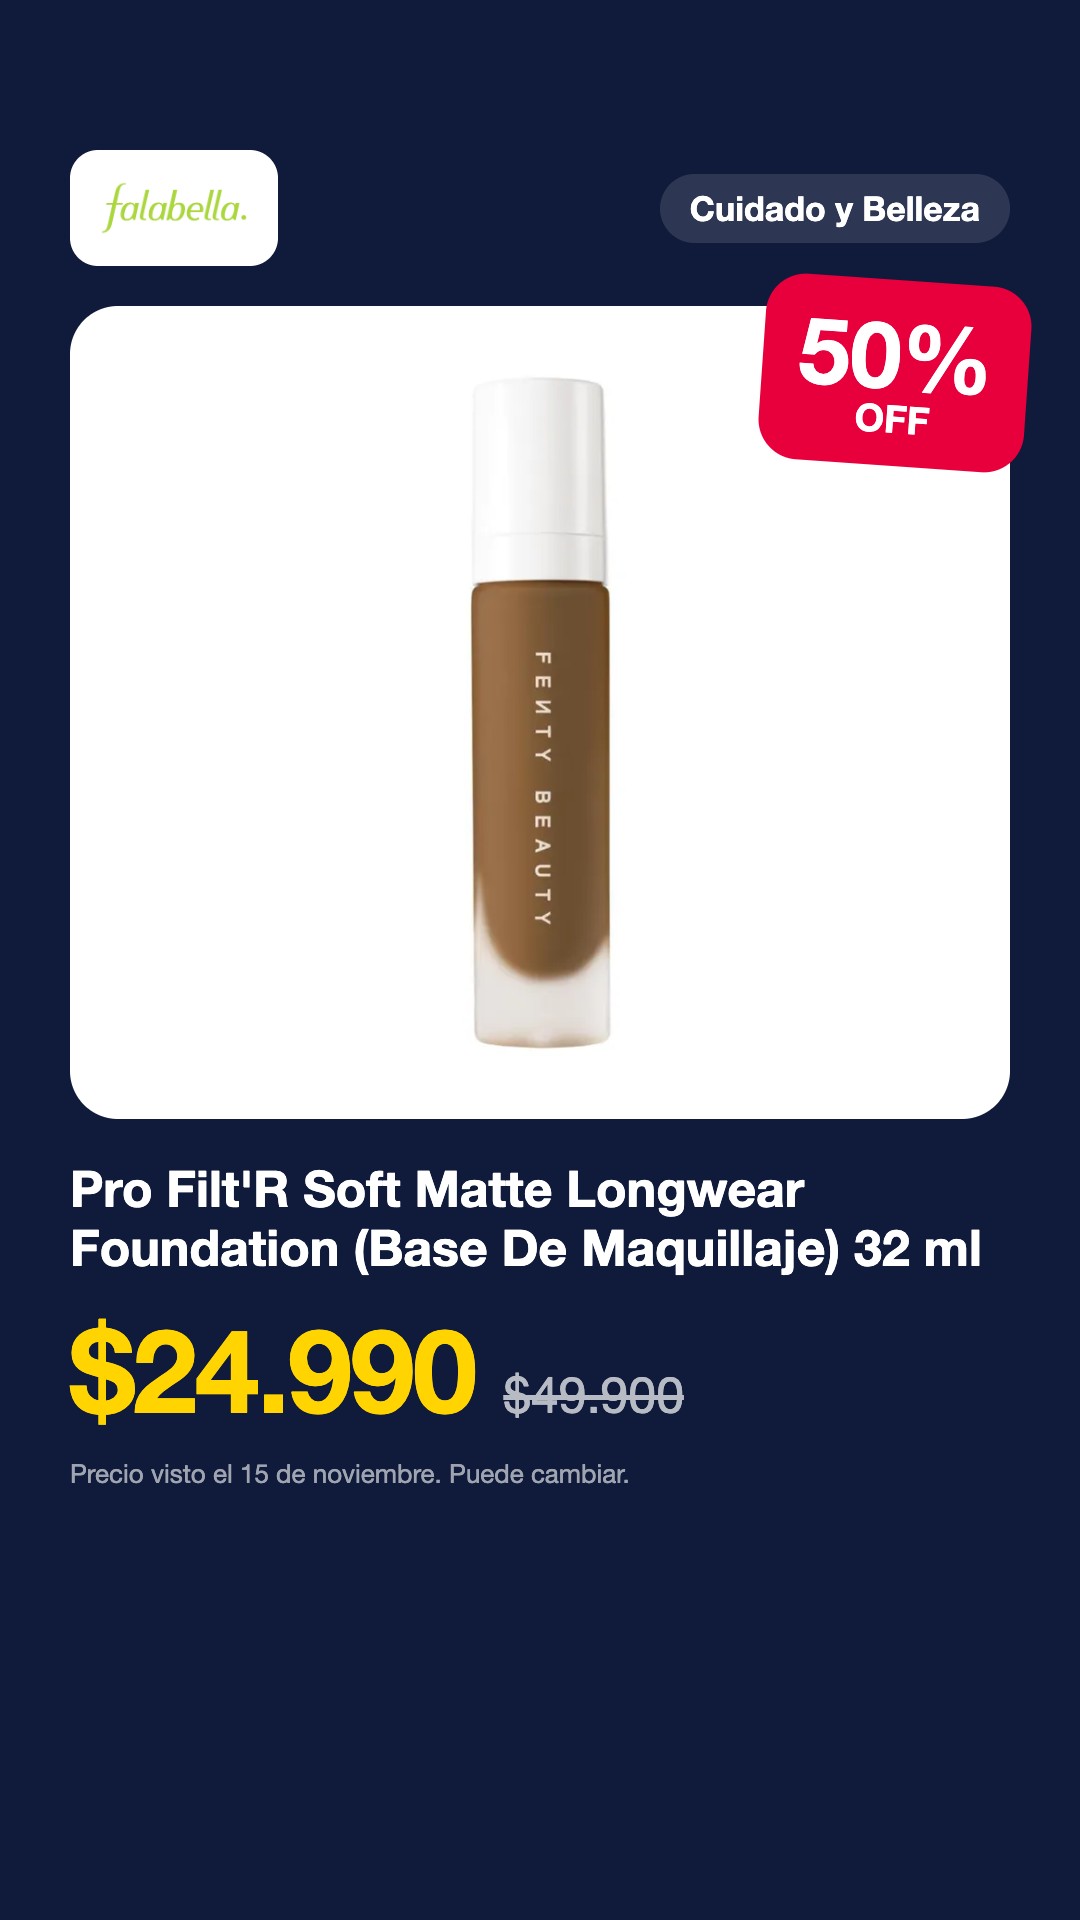 falabella.
Cuidado y Belleza
50%
OFF
FENTY BEAUTY
Pro Filt'R Soft Matte Longwear
Foundation (Base De Maquillaje) 32 ml
$24.990 $49.900
Precio visto el 15 de noviembre. Puede cambiar.